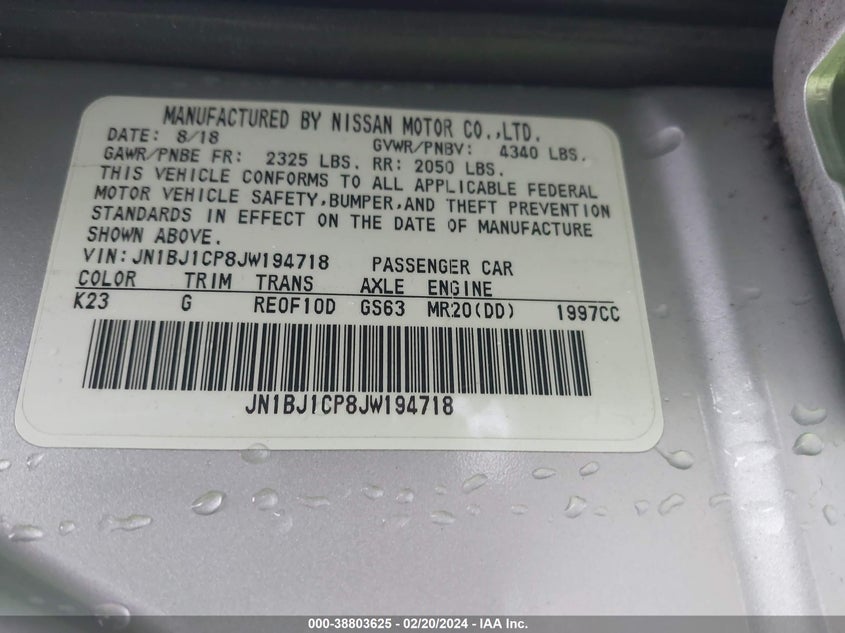 MANUFACTURED BY NISSAN MOTOR CO.,LTD.
DATE: 8/18 GVWR/PNBV: 4340 LBS.
GAWR/PNBE FR: 2325 LBS. RR: 2050 LBS.
THIS VEHICLE CONFORMS TO ALL APPLICABLE FEDERAL
MOTOR VEHICLE SAFETY,BUMPER,AND THEFT PREVENTION
STANDARDS IN EFFECT ON THE DATE OF MANUFACTURE
SHOWN ABOVE.
VIN:JN1BJ1CP8JW194718 PASSENGER CAR
COLOR TRIM TRANS AXLE ENGINE
K23 G RE0F10D GS63 MR20(DD) 1997CC
JN1BJ1CP8JW194718
000-38803625 - 02/20/2024 - IAA Inc.